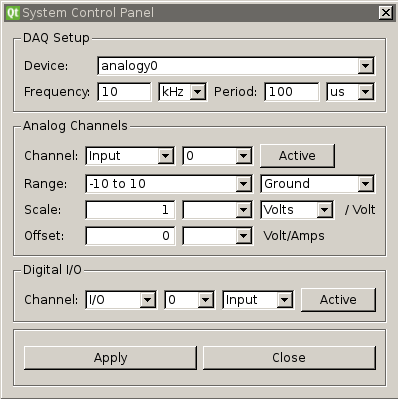 Qt System Control Panel
DAQ Setup
Device: analogy0
Frequency: 10 kHz Period: 100 us
Analog Channels
Channel: Input 0 Active
Range: -10 to 10 Ground
Scale: 1 Volts / Volt
Offset: 0 Volt/Amps
Digital I/O
Channel: I/O 0 Input Active
Apply Close